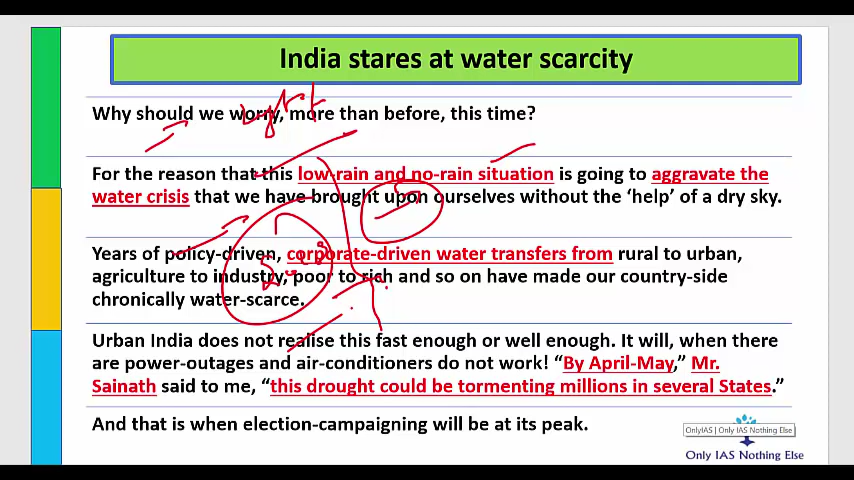 India stares at water scarcity
Why should we worry, more than before, this time?
For the reason that this low-rain and no-rain situation is going to aggravate the
water crisis that we have brought upon ourselves without the ‘help’ of a dry sky.
Years of policy-driven, corporate-driven water transfers from rural to urban,
agriculture to industry, poor to rich and so on have made our country-side
chronically water-scarce.
Urban India does not realise this fast enough or well enough. It will, when there
are power-outages and air-conditioners do not work! “By April-May,” Mr.
Sainath said to me, “this drought could be tormenting millions in several States.”
And that is when election-campaigning will be at its peak.
OnlyIAS | Only IAS Nothing Else
Only IAS Nothing Else